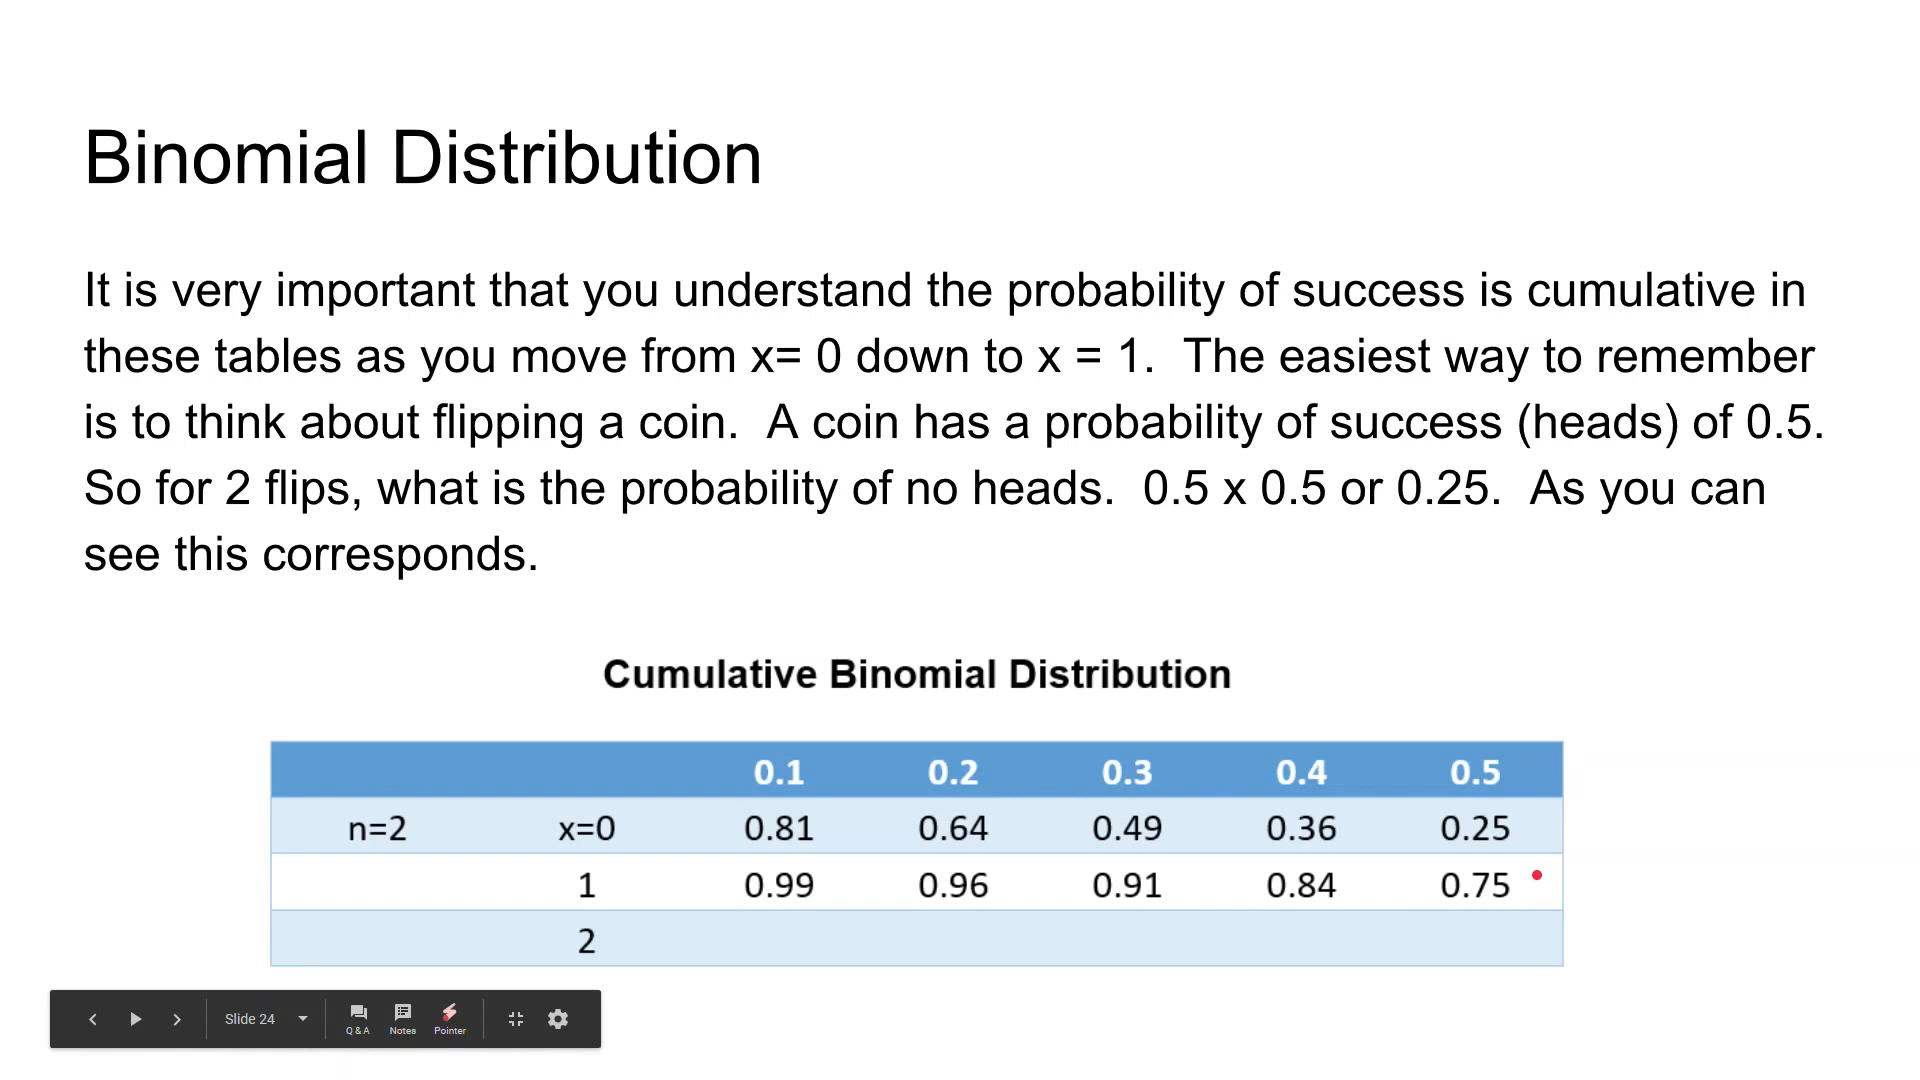 Binomial Distribution
It is very important that you understand the probability of success is cumulative in
these tables as you move from x= 0 down to x = 1.  The easiest way to remember
is to think about flipping a coin.  A coin has a probability of success (heads) of 0.5.
So for 2 flips, what is the probability of no heads.  0.5 x 0.5 or 0.25.  As you can
see this corresponds.
Cumulative Binomial Distribution
0.1 0.2 0.3 0.4 0.5
n=2 x=0 0.81 0.64 0.49 0.36 0.25
1 0.99 0.96 0.91 0.84 0.75
2
Slide 24 Q & A Notes Pointer